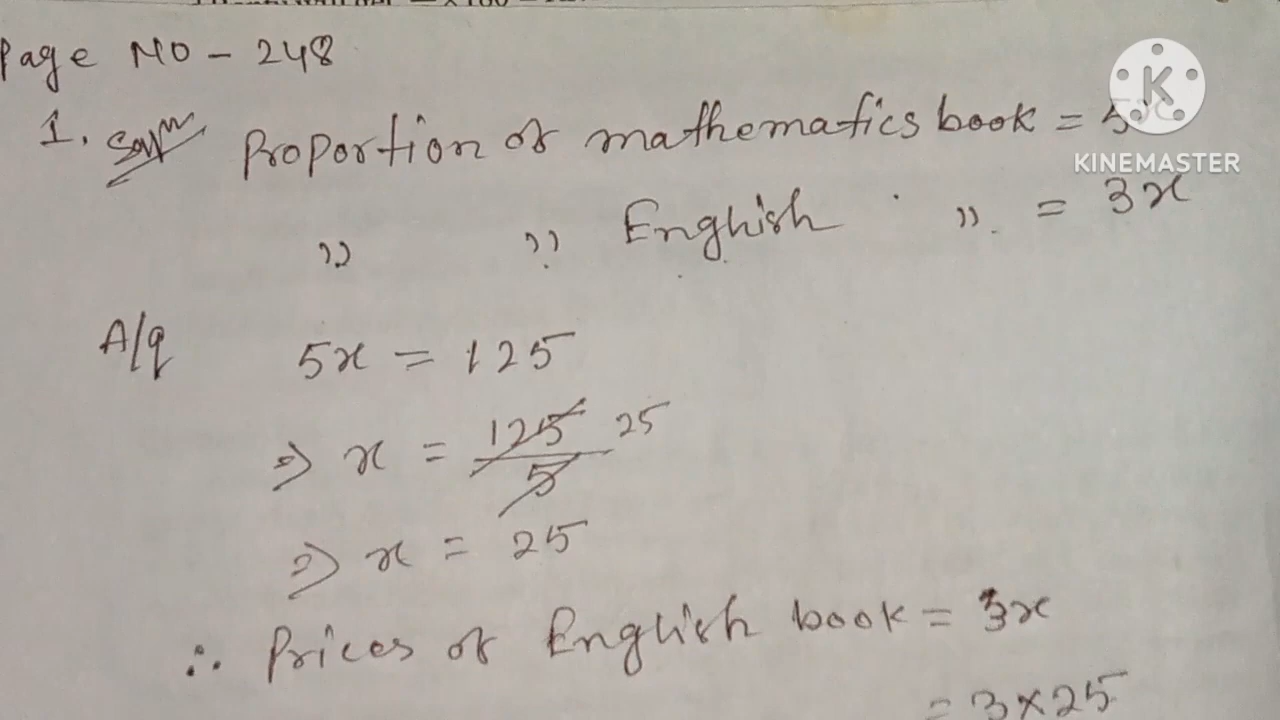 Page NO - 248
1. Solⁿ Proportion of mathematics book = 5x
,, ,, English ,, = 3x
A/q 5x = 125
⇒ x = 125/5 25
⇒ x = 25
∴ Prices of English book = 3x
= 3×25
KINEMASTER